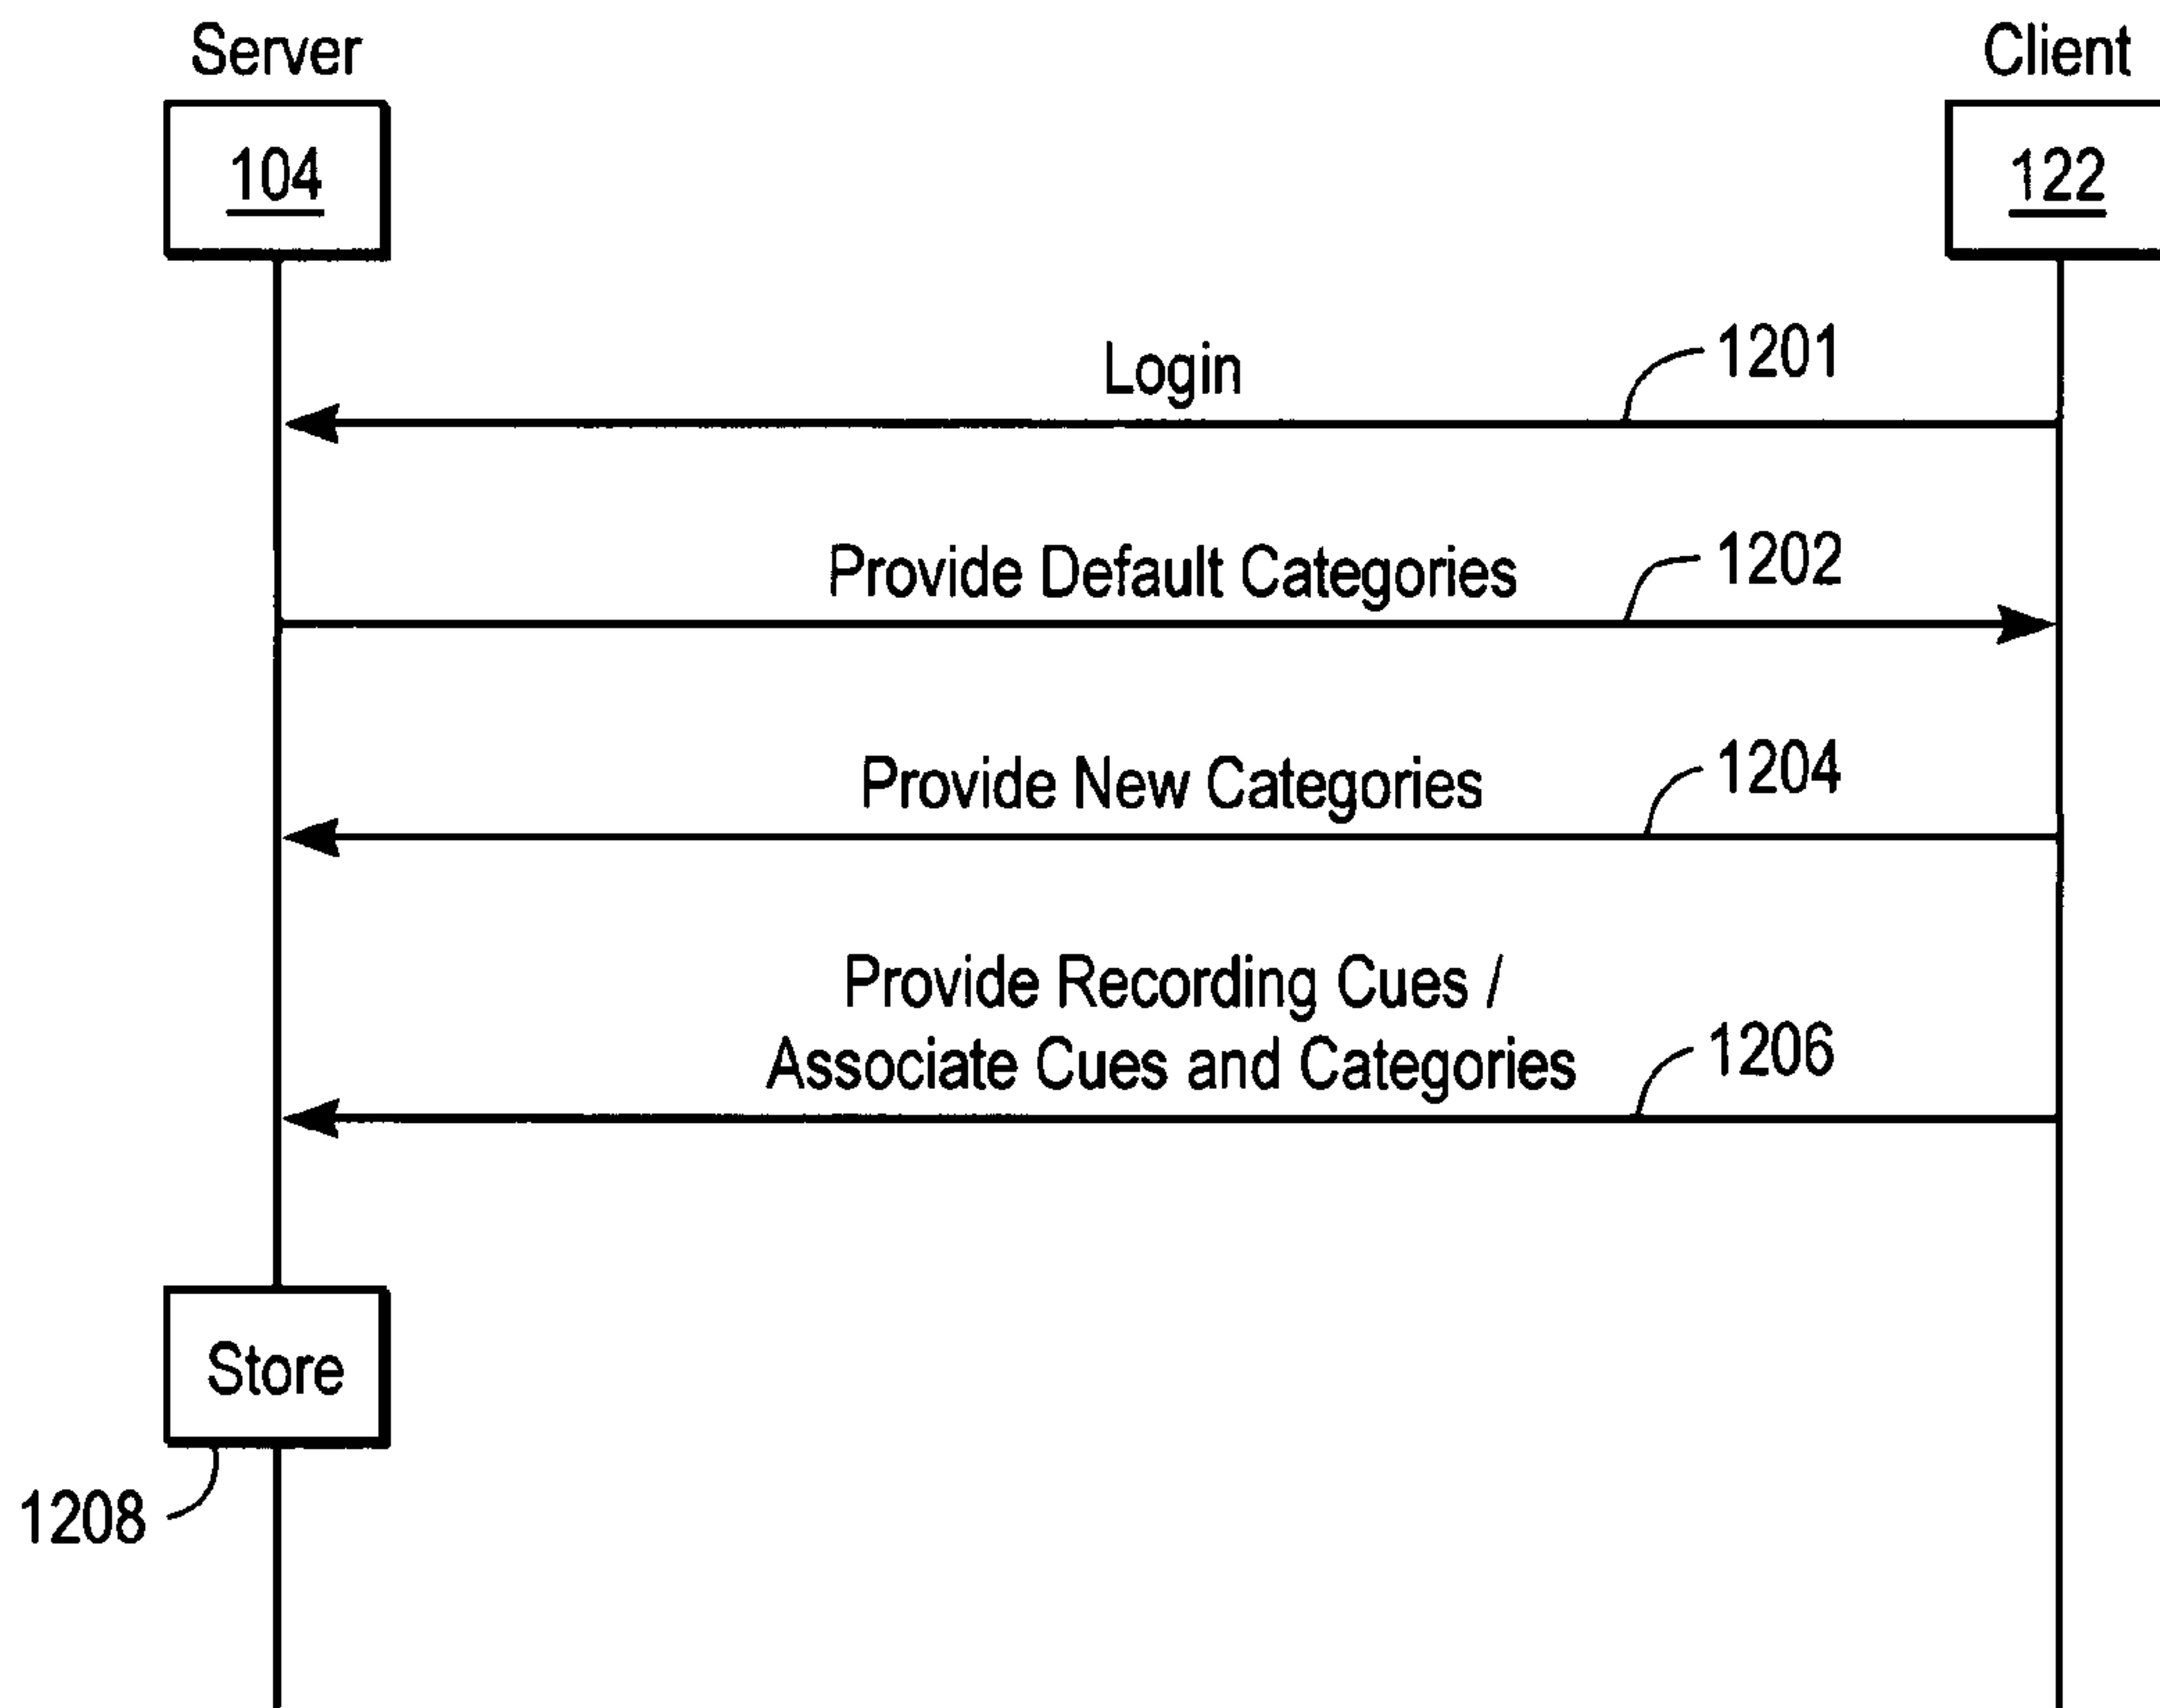 Server
Client
104
122
Login
1201
Provide Default Categories
1202
Provide New Categories
1204
Provide Recording Cues /
Associate Cues and Categories
1206
Store
1208